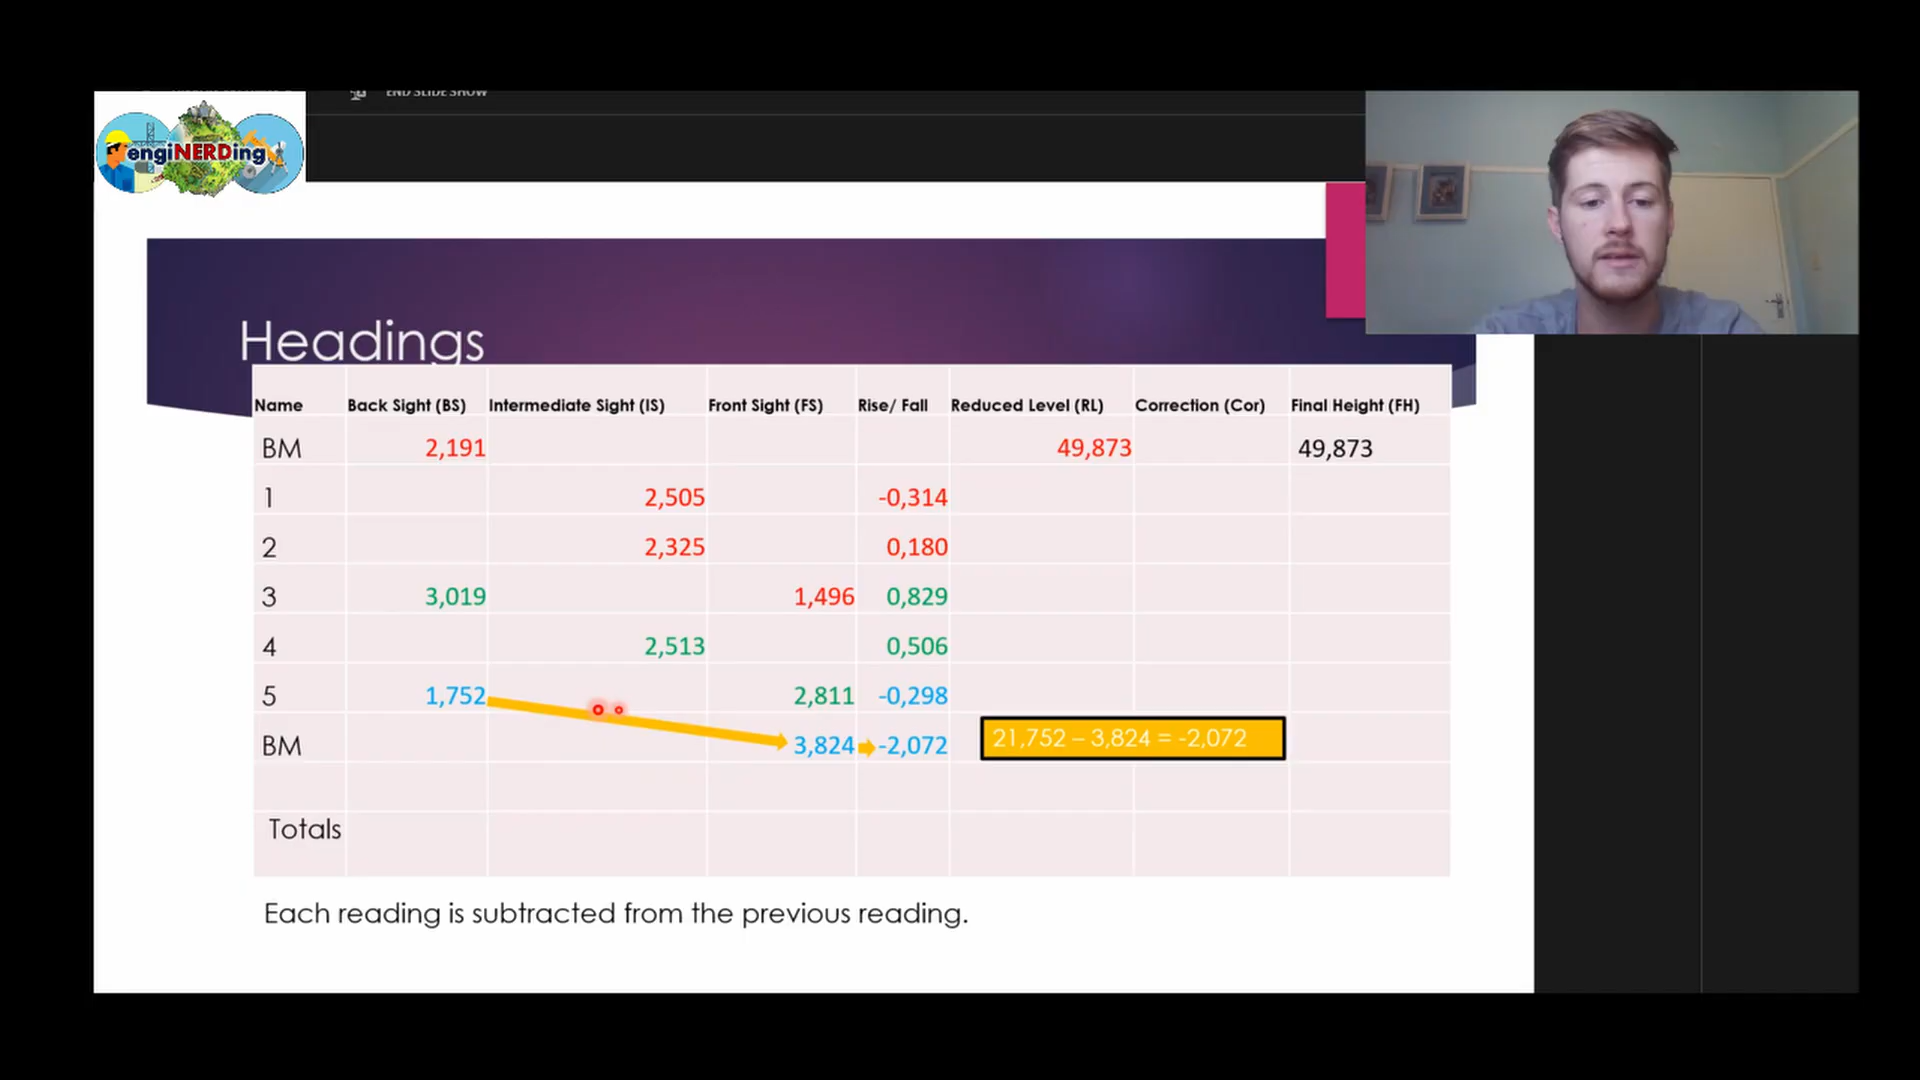 END SLIDE SHOW
engiNERDing
Headings
Name Back Sight (BS) Intermediate Sight (IS) Front Sight (FS) Rise/ Fall Reduced Level (RL) Correction (Cor) Final Height (FH)
BM 2,191 49,873 49,873
1 2,505 -0,314
2 2,325 0,180
3 3,019 1,496 0,829
4 2,513 0,506
5 1,752 2,811 -0,298
BM 3,824 -2,072 21,752 – 3,824 = -2,072
Totals
Each reading is subtracted from the previous reading.